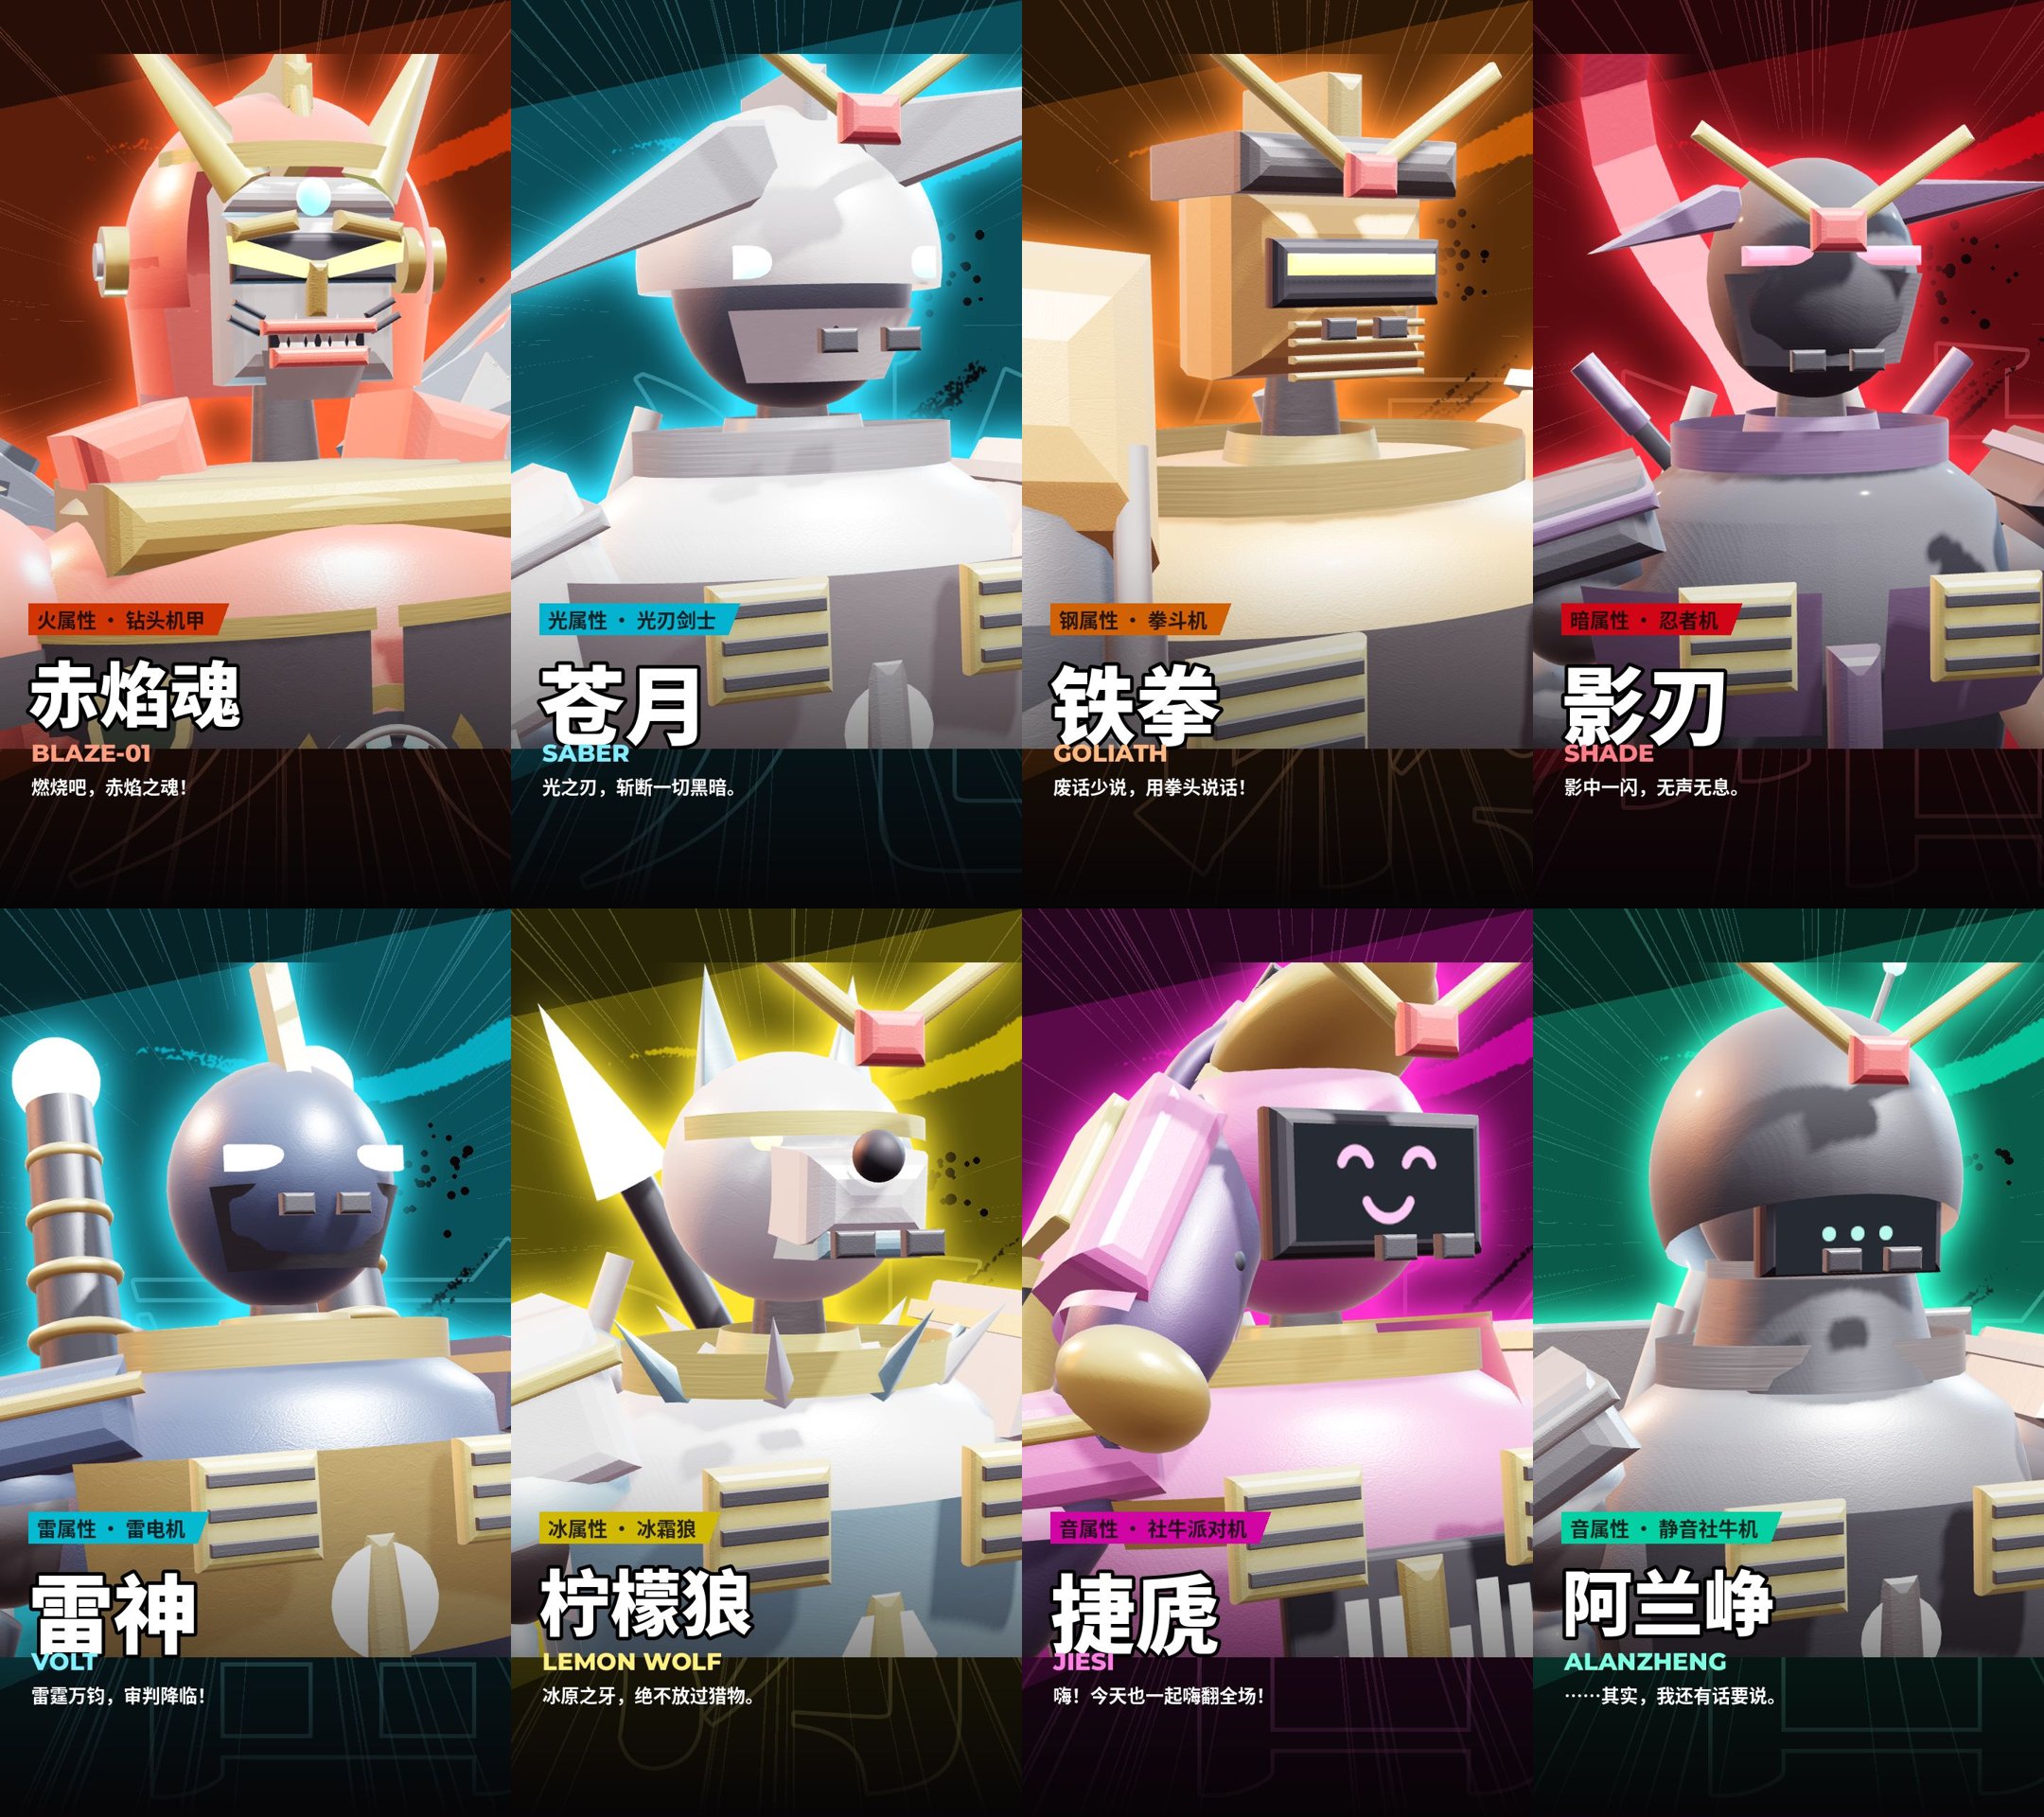 火属性 · 钻头机甲
赤焰魂
BLAZE-01
燃烧吧，赤焰之魂！
光属性 · 光刃剑士
苍月
SABER
光之刃，斩断一切黑暗。
钢属性 · 拳斗机
铁拳
GOLIATH
废话少说，用拳头说话！
暗属性 · 忍者机
影刃
SHADE
影中一闪，无声无息。
雷属性 · 雷电机
雷神
VOLT
雷霆万钧，审判降临！
冰属性 · 冰霜狼
柠檬狼
LEMON WOLF
冰原之牙，绝不放过猎物。
音属性 · 社牛派对机
捷虒
JIESI
嗨！今天也一起嗨翻全场！
音属性 · 静音社牛机
阿兰峥
ALANZHENG
……其实，我还有话要说。